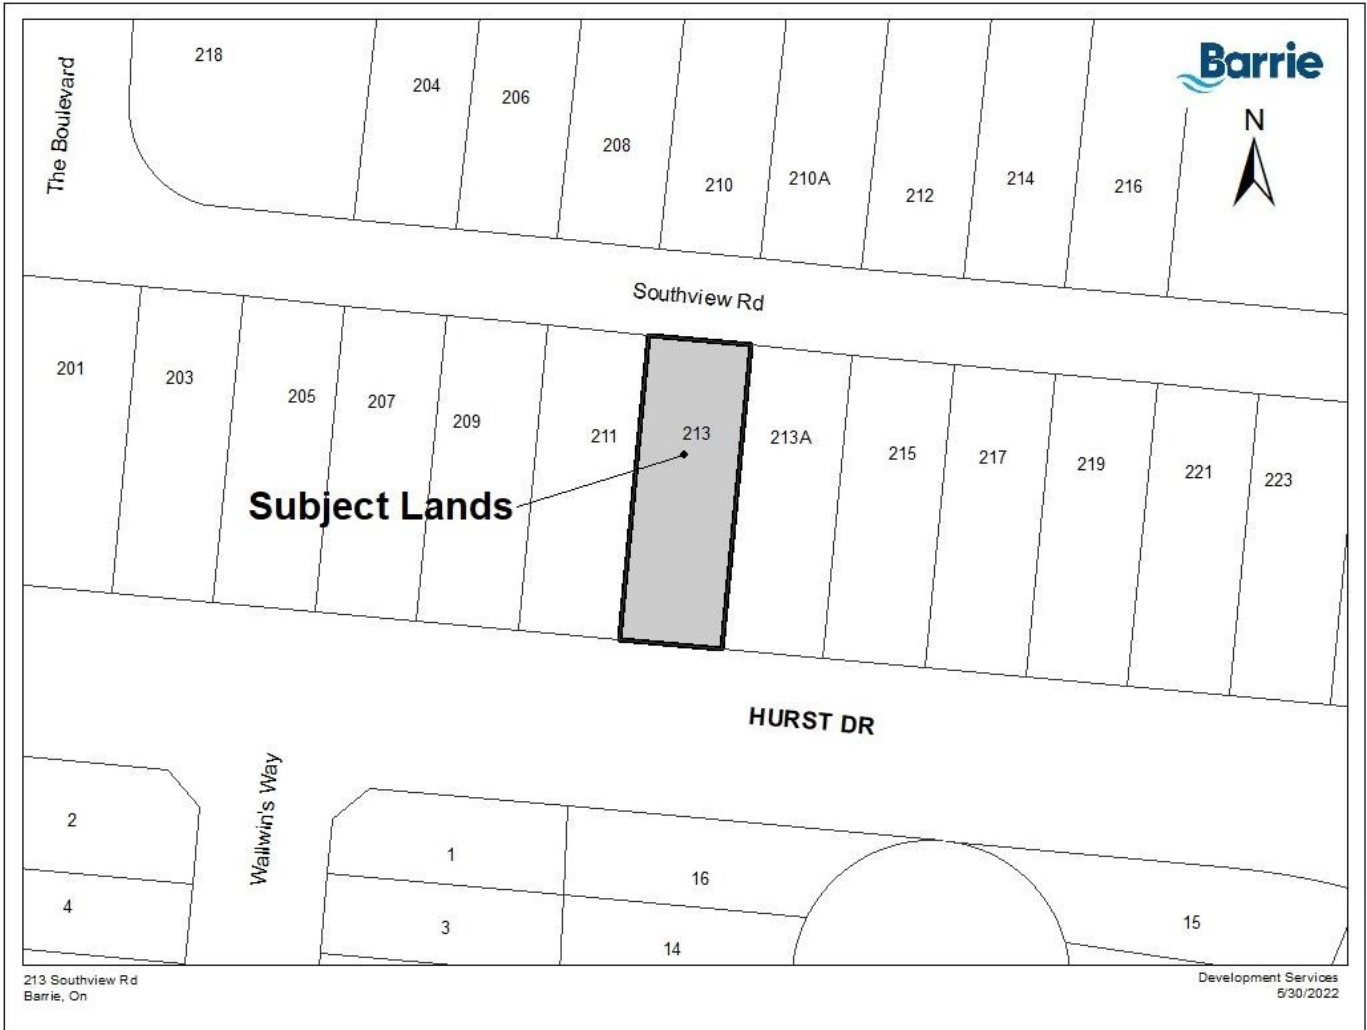 218
204
206
208
210
210A
212
214
216
Barrie
N
The Boulevard
Southview Rd
201
203
205
207
209
211
213
213A
215
217
219
221
223
Subject Lands
HURST DR
Wallwin's Way
2
4
1
3
16
14
15
213 Southview Rd
Barrie, On
Development Services
5/30/2022